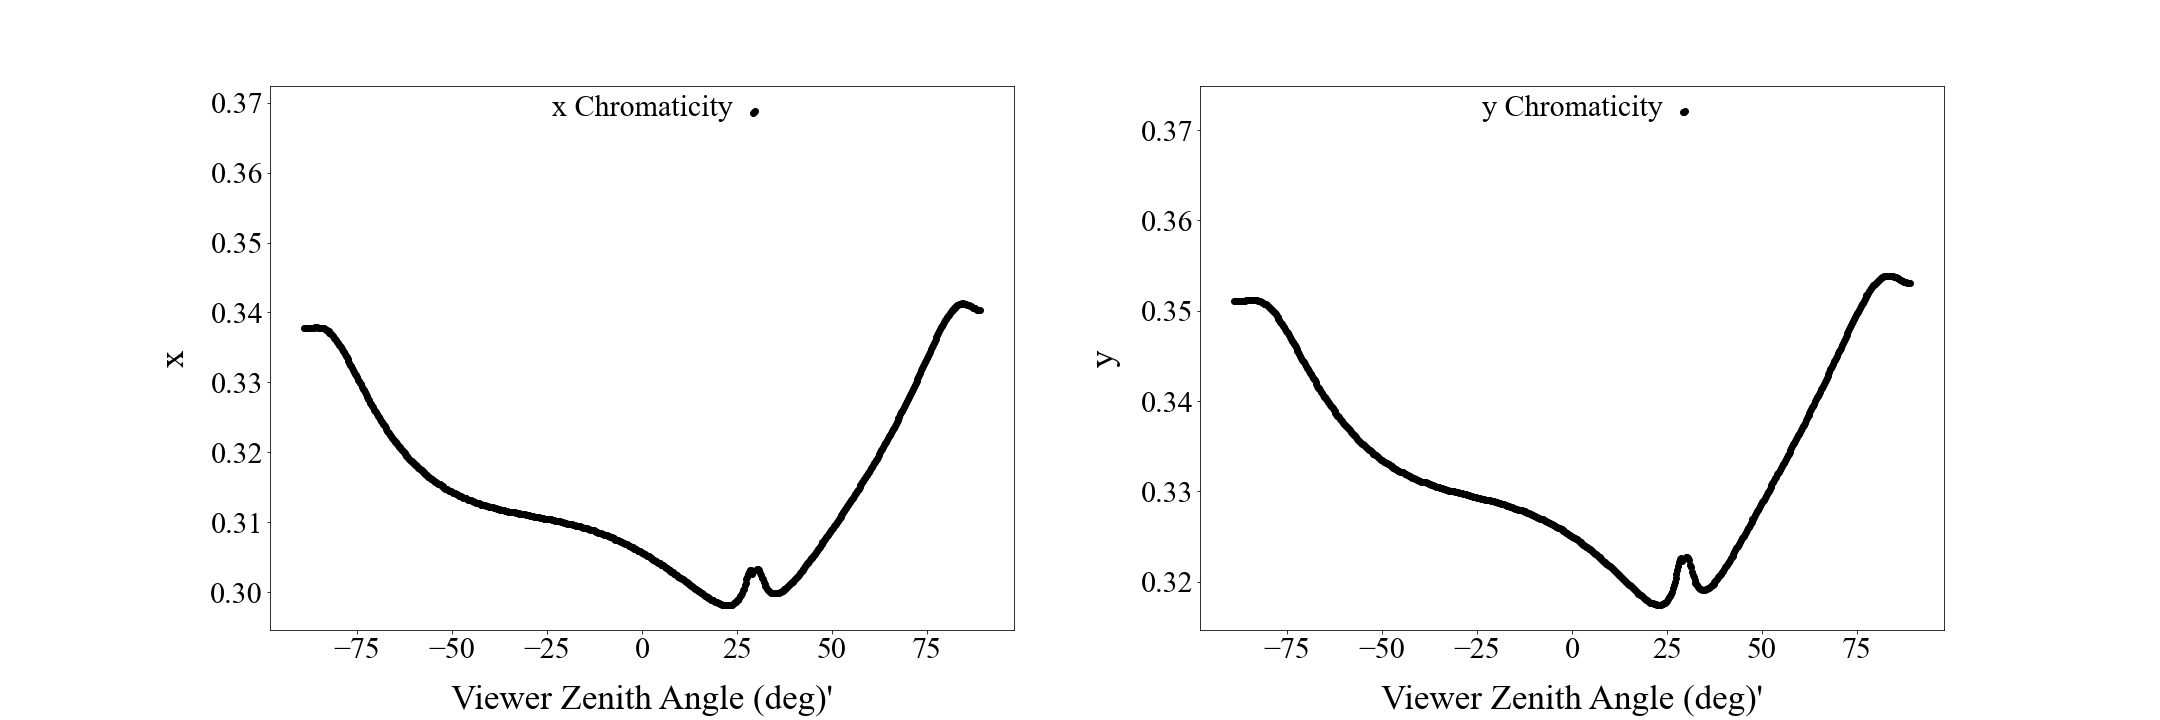 x Chromaticity
0.37
0.36
0.35
0.34
0.33
0.32
0.31
0.30
x
−75 −50 −25 0 25 50 75
Viewer Zenith Angle (deg)'
y Chromaticity
0.37
0.36
0.35
0.34
0.33
0.32
y
−75 −50 −25 0 25 50 75
Viewer Zenith Angle (deg)'